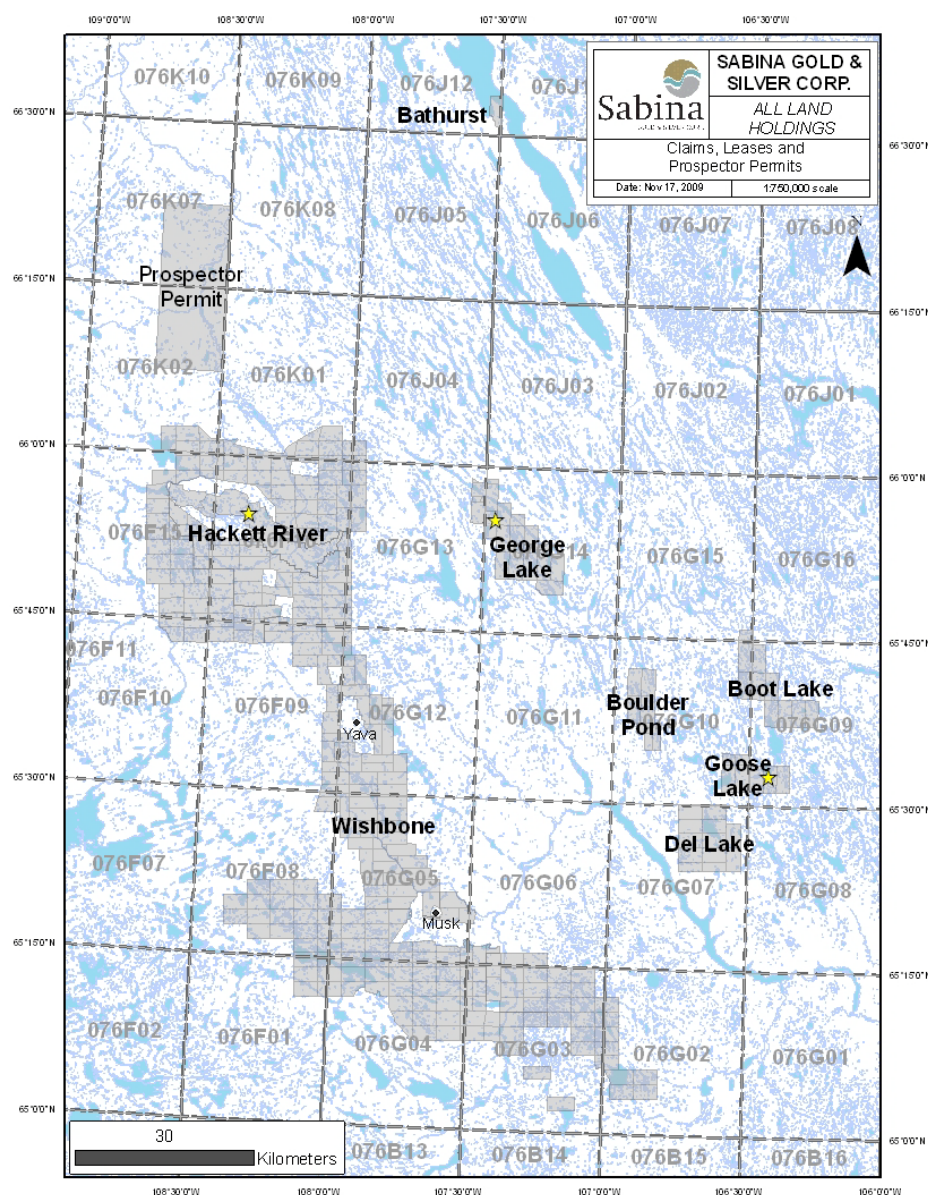 109°0'0"W 108°30'0"W 108°0'0"W 107°30'0"W 107°0'0"W 106°30'0"W
076K10 076K09 076J12
SABINA GOLD &
SILVER CORP.
Sabina
ALL LAND
HOLDINGS
Claims, Leases and
Prospector Permits
Date: Nov 17, 2009 1:750,000 scale
66°30'0"N Bathurst 66°30'0"N
076K07 076K08 076J05 076J06 076J07 076J08
N
66°15'0"N Prospector
Permit 66°15'0"N
076K02 076K01 076J04 076J03 076J02 076J01
66°0'0"N 66°0'0"N
076F15 Hackett River 076G13 George
Lake 076G15 076G16
65°45'0"N 65°45'0"N
076F11
076F10 076F09 076G12 076G11 Boulder
Pond 076G10 Boot Lake 076G09
Yava
65°30'0"N Goose
Lake 65°30'0"N
Wishbone Del Lake
076F07 076F08 076G05 076G06 076G07 076G08
Musk
65°15'0"N 65°15'0"N
076F02 076F01 076G04 076G03 076G02 076G01
65°0'0"N 65°0'0"N
30
Kilometers
076B13 076B14 076B15 076B16
108°30'0"W 108°0'0"W 107°30'0"W 107°0'0"W 106°30'0"W 106°0'0"W